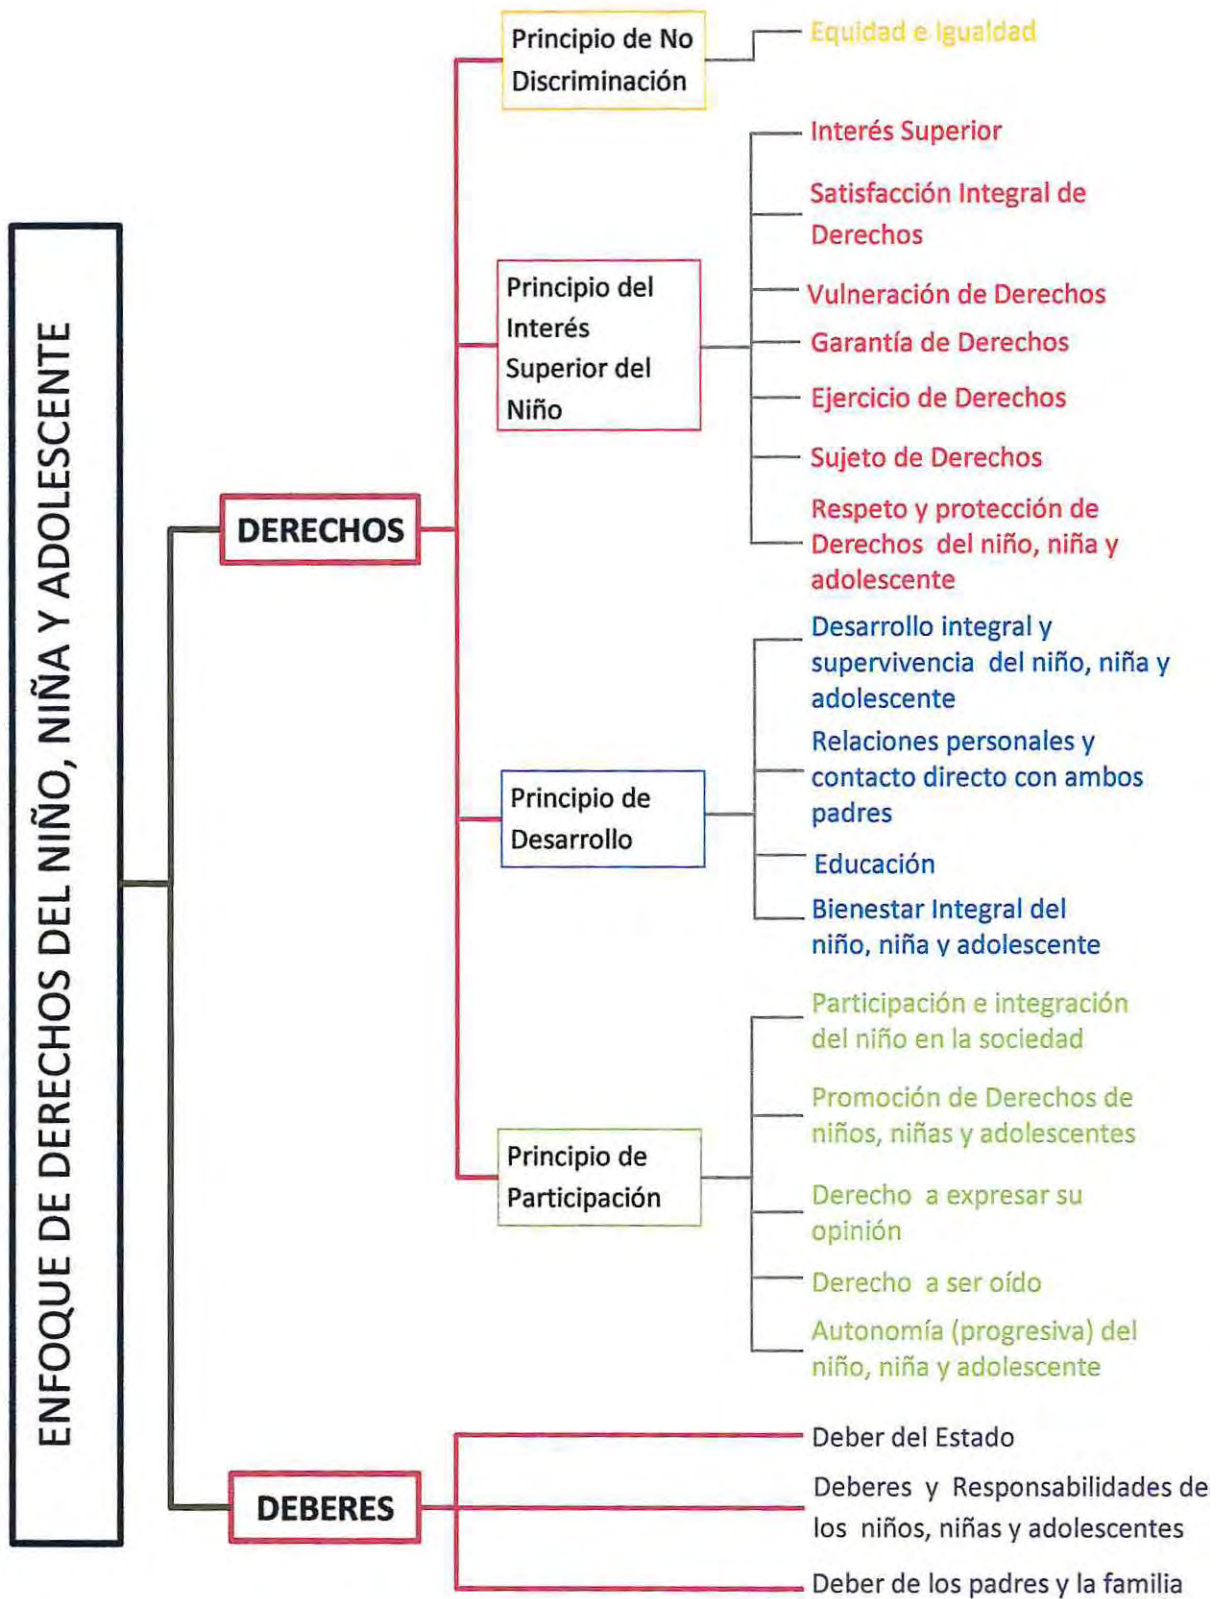 ENFOQUE DE DERECHOS DEL NIÑO, NIÑA Y ADOLESCENTE
DERECHOS
Principio de No
Discriminación
Equidad e Igualdad
Principio del
Interés
Superior del
Niño
Interés Superior
Satisfacción Integral de
Derechos
Vulneración de Derechos
Garantía de Derechos
Ejercicio de Derechos
Sujeto de Derechos
Respeto y protección de
Derechos del niño, niña y
adolescente
Principio de
Desarrollo
Desarrollo integral y
supervivencia del niño, niña y
adolescente
Relaciones personales y
contacto directo con ambos
padres
Educación
Bienestar Integral del
niño, niña y adolescente
Principio de
Participación
Participación e integración
del niño en la sociedad
Promoción de Derechos de
niños, niñas y adolescentes
Derecho a expresar su
opinión
Derecho a ser oído
Autonomía (progresiva) del
niño, niña y adolescente
DEBERES
Deber del Estado
Deberes y Responsabilidades de
los niños, niñas y adolescentes
Deber de los padres y la familia